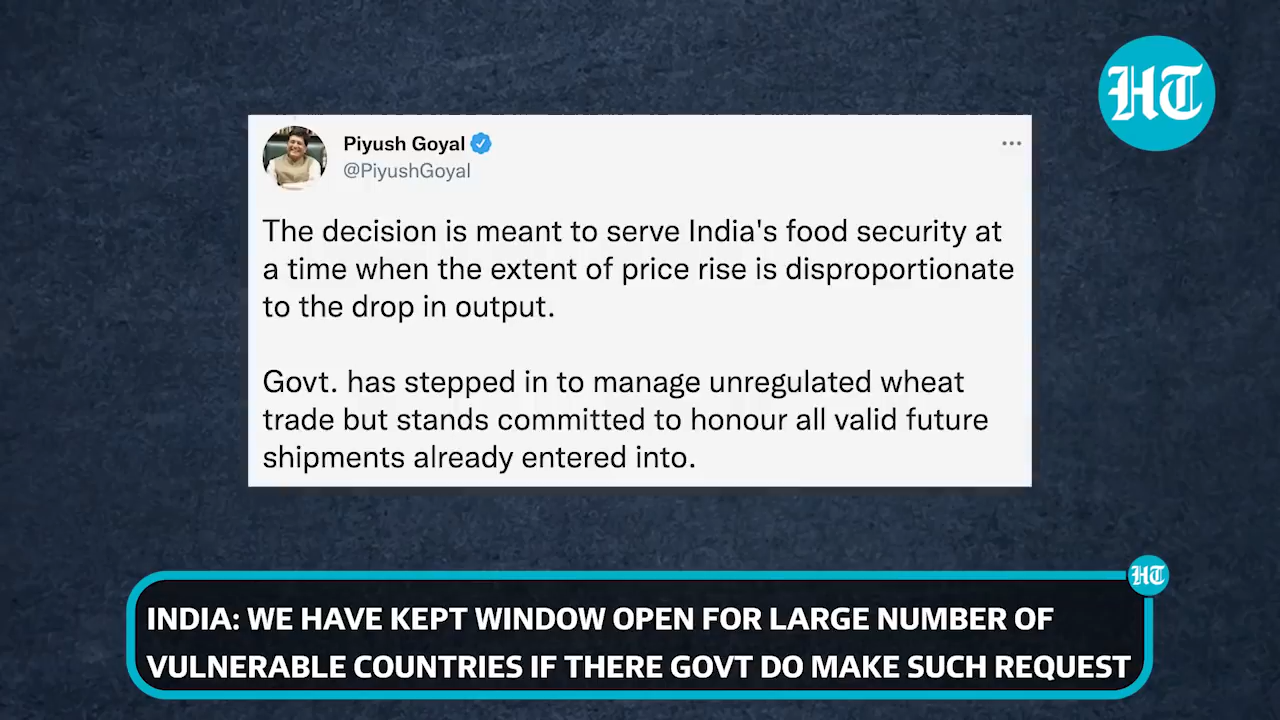 HT
Piyush Goyal
@PiyushGoyal
The decision is meant to serve India's food security at
a time when the extent of price rise is disproportionate
to the drop in output.
Govt. has stepped in to manage unregulated wheat
trade but stands committed to honour all valid future
shipments already entered into.
HT
INDIA: WE HAVE KEPT WINDOW OPEN FOR LARGE NUMBER OF
VULNERABLE COUNTRIES IF THERE GOVT DO MAKE SUCH REQUEST